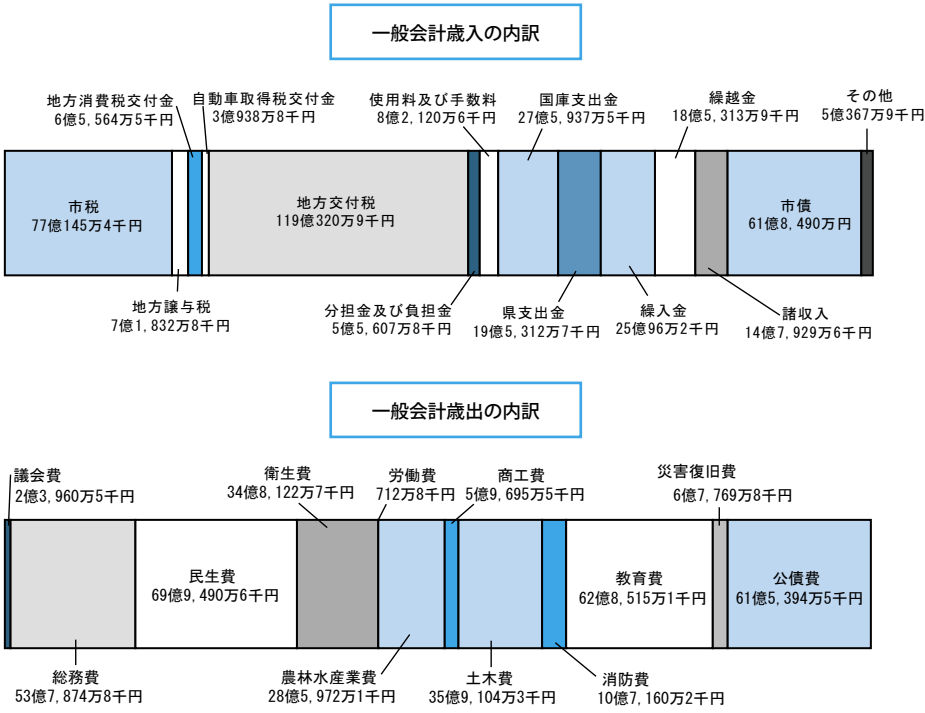 一般会計歳入の内訳
地方消費税交付金
6億5,564万5千円
自動車取得税交付金
3億938万8千円
使用料及び手数料
8億2,120万6千円
国庫支出金
27億5,937万5千円
繰越金
18億5,313万9千円
その他
5億367万9千円
市税
77億145万4千円
地方交付税
119億320万9千円
市債
61億8,490万円
地方譲与税
7億1,832万8千円
分担金及び負担金
5億5,607万8千円
県支出金
19億5,312万7千円
繰入金
25億96万2千円
諸収入
14億7,929万6千円
一般会計歳出の内訳
議会費
2億3,960万5千円
衛生費
34億8,122万7千円
労働費
712万8千円
商工費
5億9,695万5千円
災害復旧費
6億7,769万8千円
民生費
69億9,490万6千円
教育費
62億8,515万1千円
公債費
61億5,394万5千円
総務費
53億7,874万8千円
農林水産業費
28億5,972万1千円
土木費
35億9,104万3千円
消防費
10億7,160万2千円